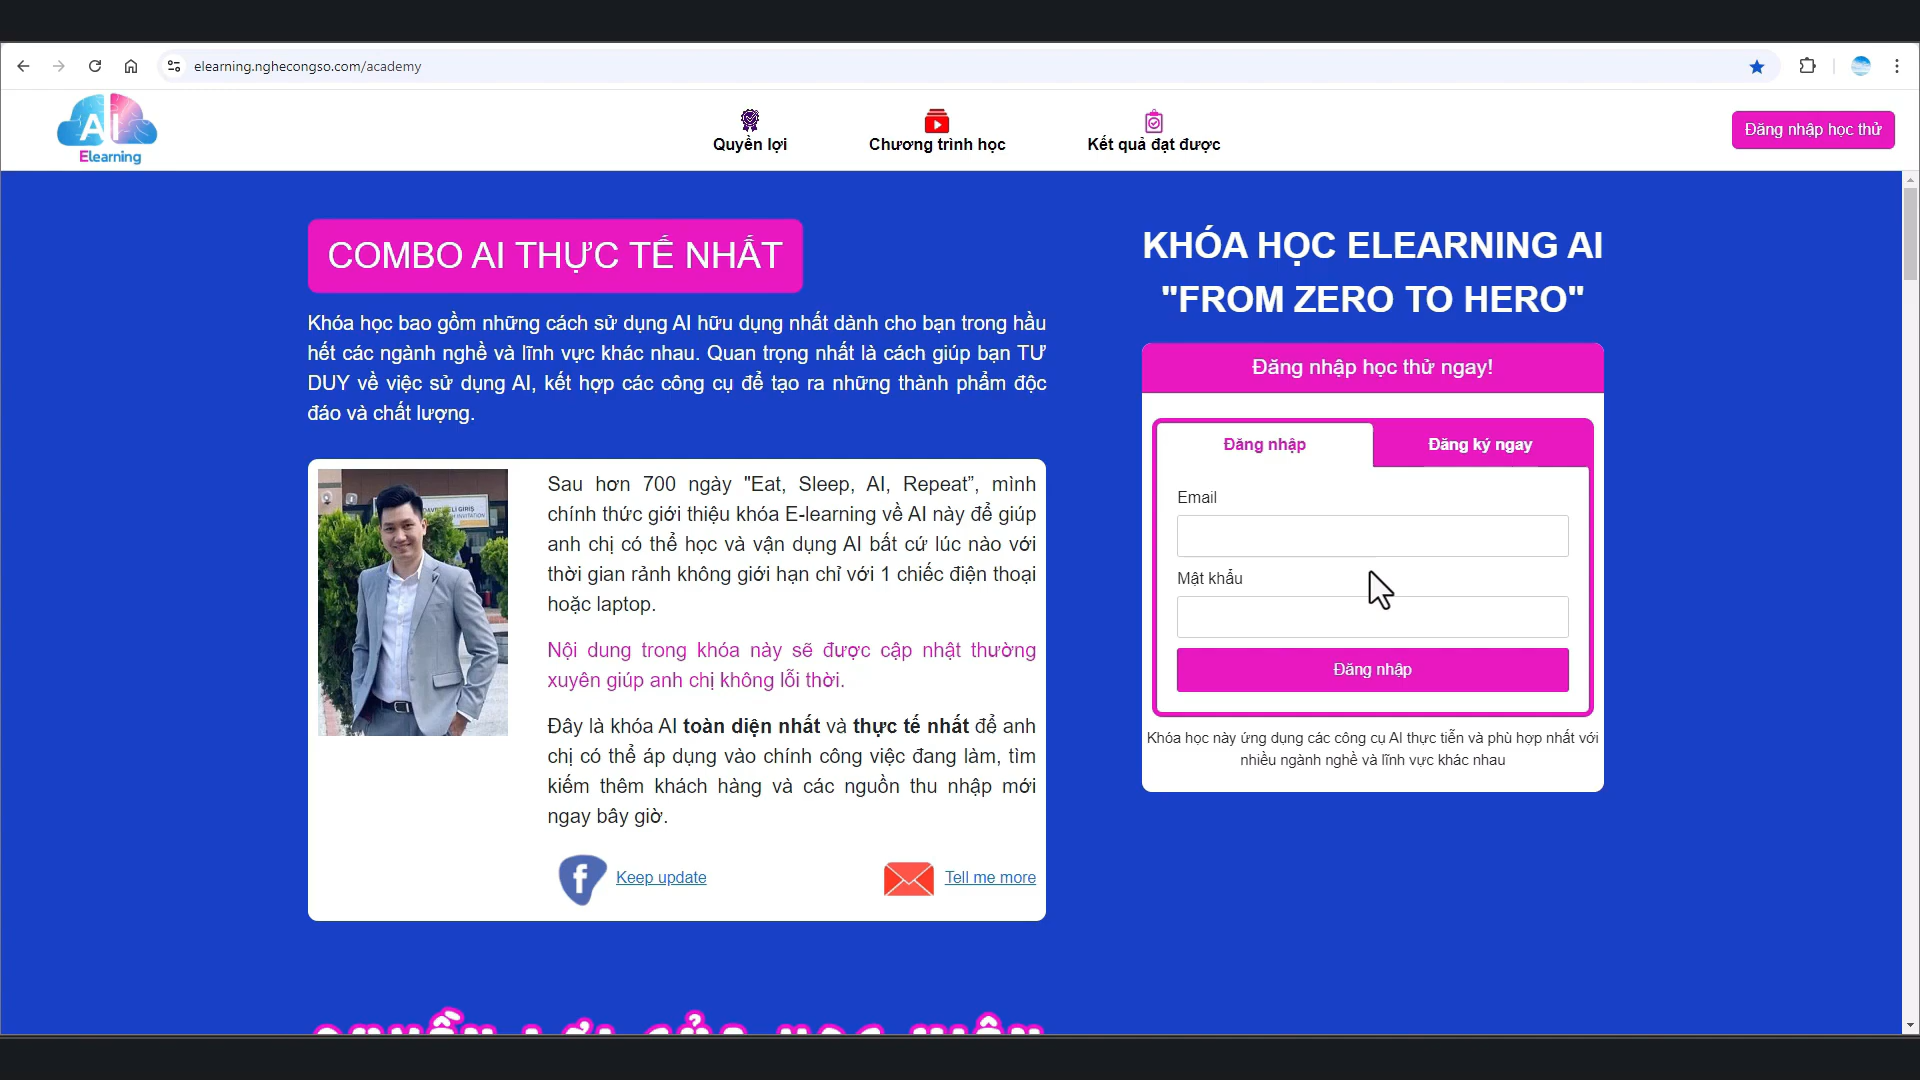 elearning.nghecongso.com/academy
AI
Elearning
Quyền lợi
Chương trình học
Kết quả đạt được
Đăng nhập học thử
COMBO AI THỰC TẾ NHẤT
Khóa học bao gồm những cách sử dụng AI hữu dụng nhất dành cho bạn trong hầu
hết các ngành nghề và lĩnh vực khác nhau. Quan trọng nhất là cách giúp bạn TƯ
DUY về việc sử dụng AI, kết hợp các công cụ để tạo ra những thành phẩm độc
đáo và chất lượng.
Sau hơn 700 ngày "Eat, Sleep, AI, Repeat”, mình
chính thức giới thiệu khóa E-learning về AI này để giúp
anh chị có thể học và vận dụng AI bất cứ lúc nào với
thời gian rảnh không giới hạn chỉ với 1 chiếc điện thoại
hoặc laptop.
Nội dung trong khóa này sẽ được cập nhật thường
xuyên giúp anh chị không lỗi thời.
Đây là khóa AI toàn diện nhất và thực tế nhất để anh
chị có thể áp dụng vào chính công việc đang làm, tìm
kiếm thêm khách hàng và các nguồn thu nhập mới
ngay bây giờ.
Keep update
Tell me more
KHÓA HỌC ELEARNING AI
"FROM ZERO TO HERO"
Đăng nhập học thử ngay!
Đăng nhập
Đăng ký ngay
Email
Mật khẩu
Đăng nhập
Khóa học này ứng dụng các công cụ AI thực tiễn và phù hợp nhất với
nhiều ngành nghề và lĩnh vực khác nhau